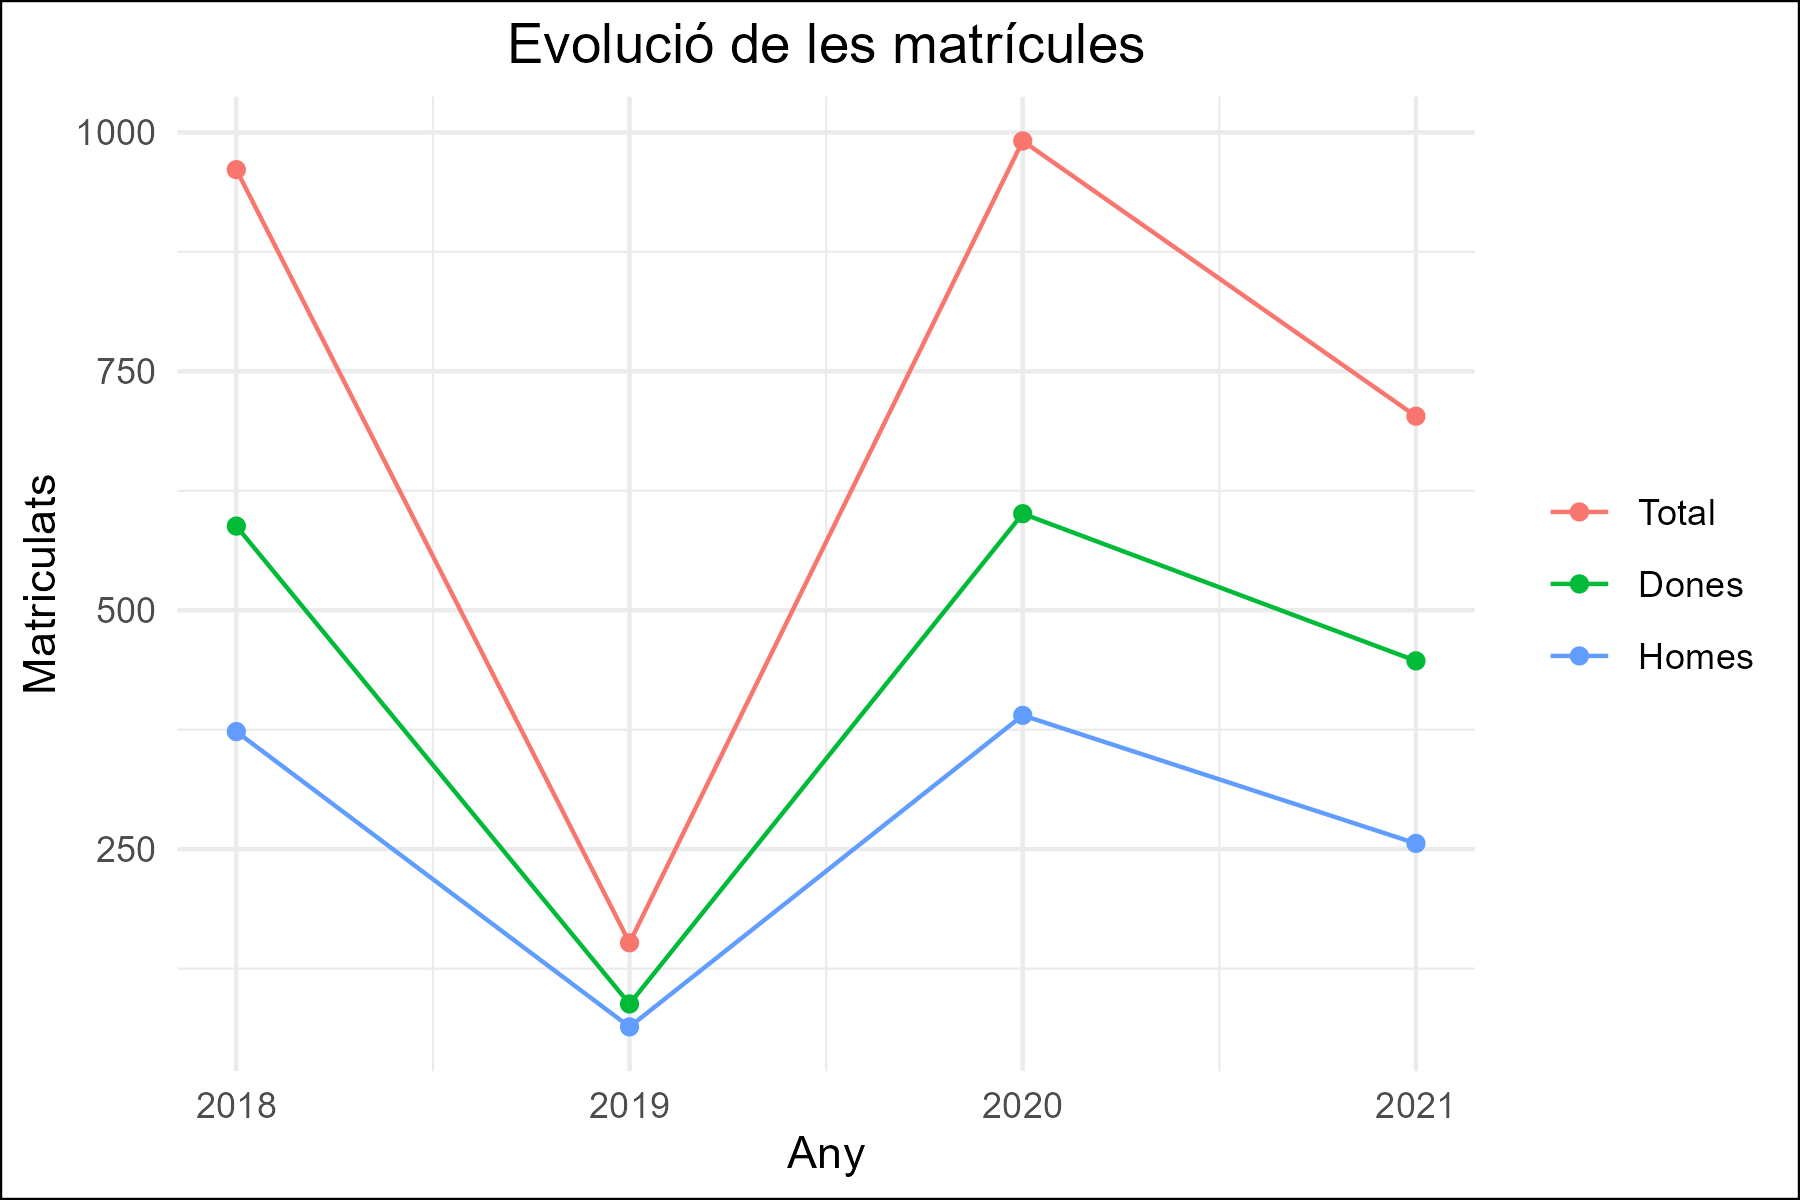 Evolució de les matrícules
1000
750
500
250
Matriculats
2018 2019 2020 2021
Any
Total
Dones
Homes